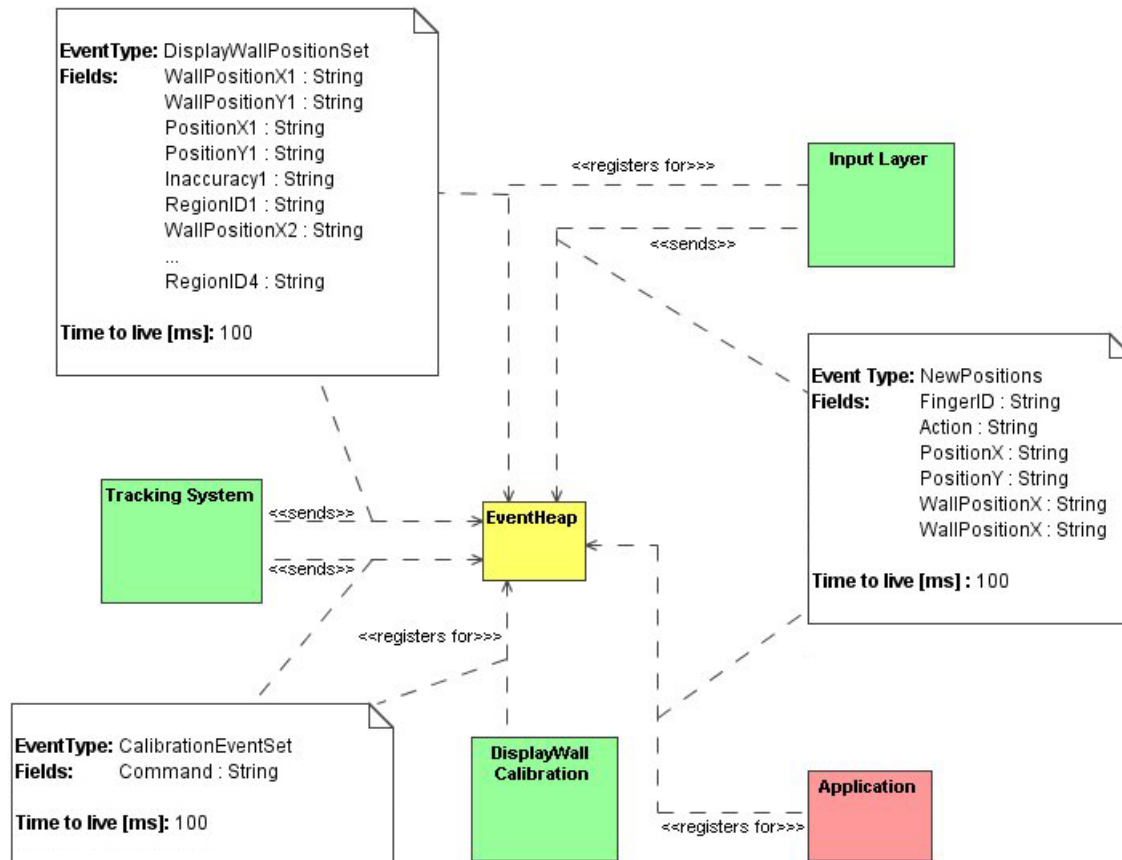 EventType: DisplayWallPositionSet
Fields: WallPositionX1 : String
WallPositionY1 : String
PositionX1 : String
PositionY1 : String
Inaccuracy1 : String
RegionID1 : String
WallPositionX2 : String
...
RegionID4 : String
Time to live [ms]: 100
<<registers for>>>
Input Layer
<<sends>>
Event Type: NewPositions
Fields: FingerID : String
Action : String
PositionX : String
PositionY : String
WallPositionX : String
WallPositionX : String
Time to live [ms] : 100
Tracking System
<<sends>>
<<sends>>
EventHeap
<<registers for>>>
EventType: CalibrationEventSet
Fields: Command : String
Time to live [ms]: 100
DisplayWall
Calibration
Application
<<registers for>>>